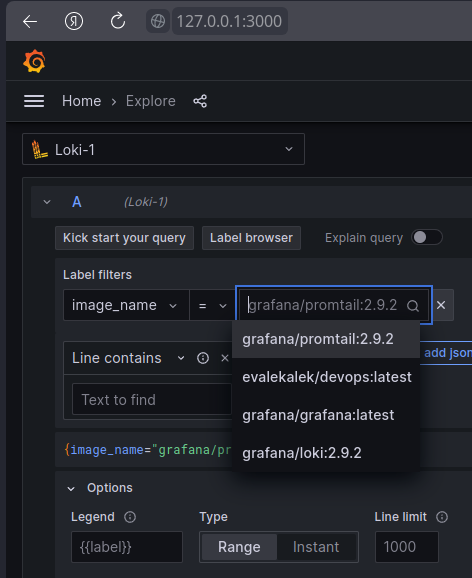 127.0.0.1:3000
Home › Explore
Loki-1
A (Loki-1)
Kick start your query Label browser Explain query
Label filters
image_name = grafana/promtail:2.9.2
grafana/promtail:2.9.2
evalekalek/devops:latest
grafana/grafana:latest
grafana/loki:2.9.2
Line contains
add json
Text to find
{image_name="grafana/pr
Options
Legend Type Line limit
{{label}} Range Instant 1000